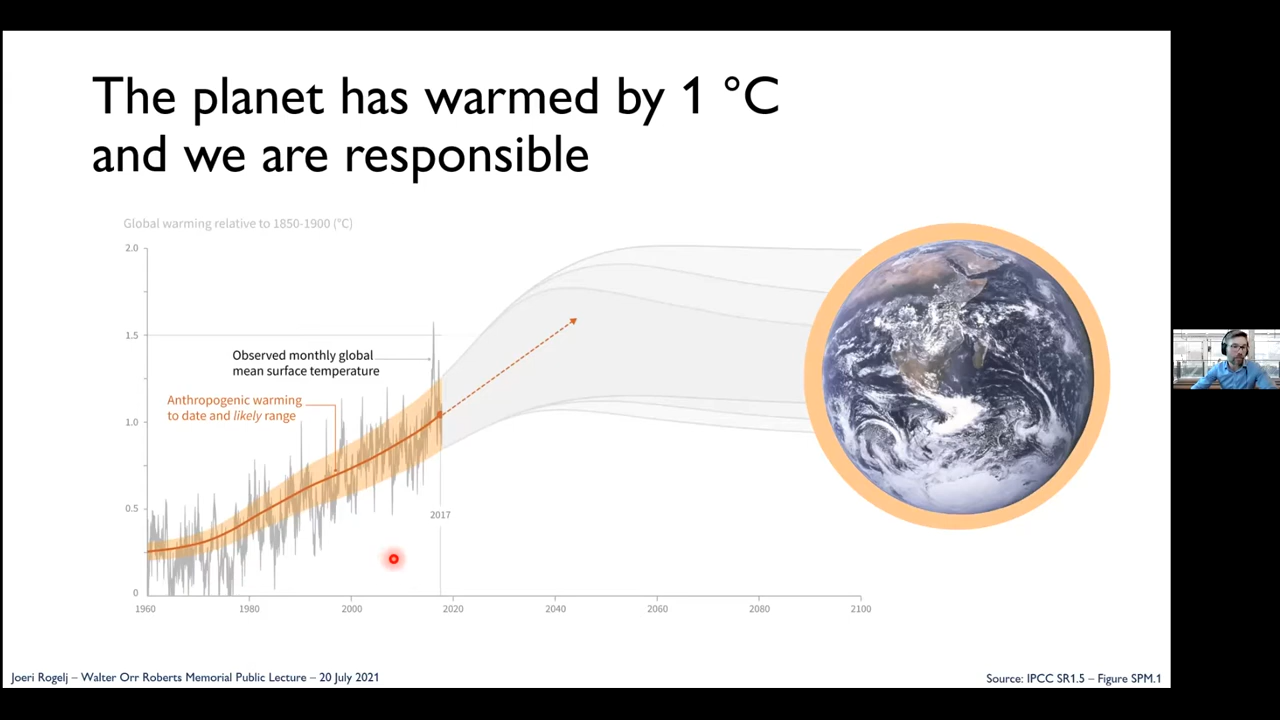 The planet has warmed by 1 °C
and we are responsible
Global warming relative to 1850-1900 (°C)
2.0
1.5
Observed monthly global
mean surface temperature
Anthropogenic warming
to date and likely range
1.0
0.5
2017
0
1960
1980
2000
2020
2040
2060
2080
2100
Joeri Rogelj – Walter Orr Roberts Memorial Public Lecture – 20 July 2021
Source: IPCC SR1.5 – Figure SPM.1